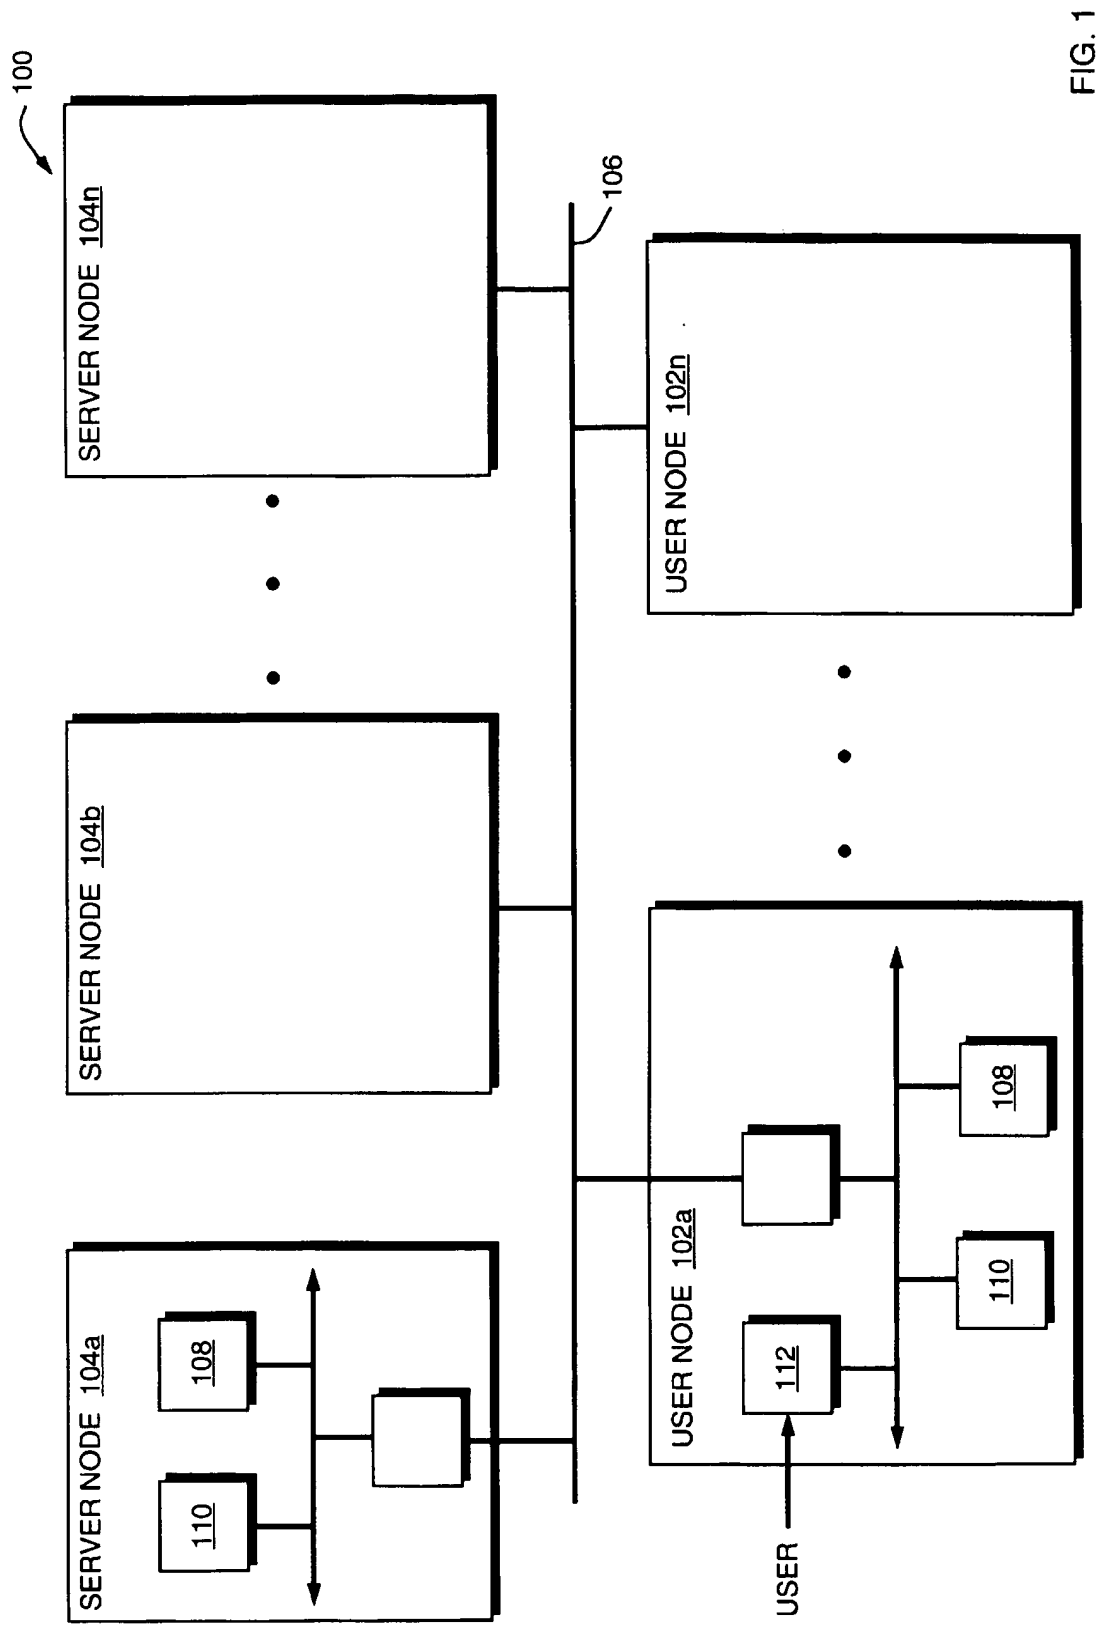 100
SERVER NODE 104a
110
108
SERVER NODE 104b
SERVER NODE 104n
106
USER NODE 102a
112
110
108
USER
USER NODE 102n
FIG. 1